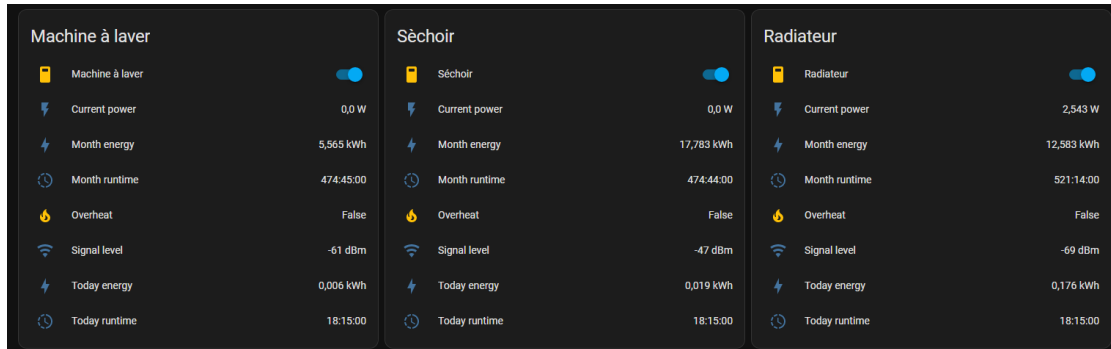 Machine à laver
Machine à laver
Current power 0,0 W
Month energy 5,565 kWh
Month runtime 474:45:00
Overheat False
Signal level -61 dBm
Today energy 0,006 kWh
Today runtime 18:15:00
Sèchoir
Séchoir
Current power 0,0 W
Month energy 17,783 kWh
Month runtime 474:44:00
Overheat False
Signal level -47 dBm
Today energy 0,019 kWh
Today runtime 18:15:00
Radiateur
Radiateur
Current power 2,543 W
Month energy 12,583 kWh
Month runtime 521:14:00
Overheat False
Signal level -69 dBm
Today energy 0,176 kWh
Today runtime 18:15:00